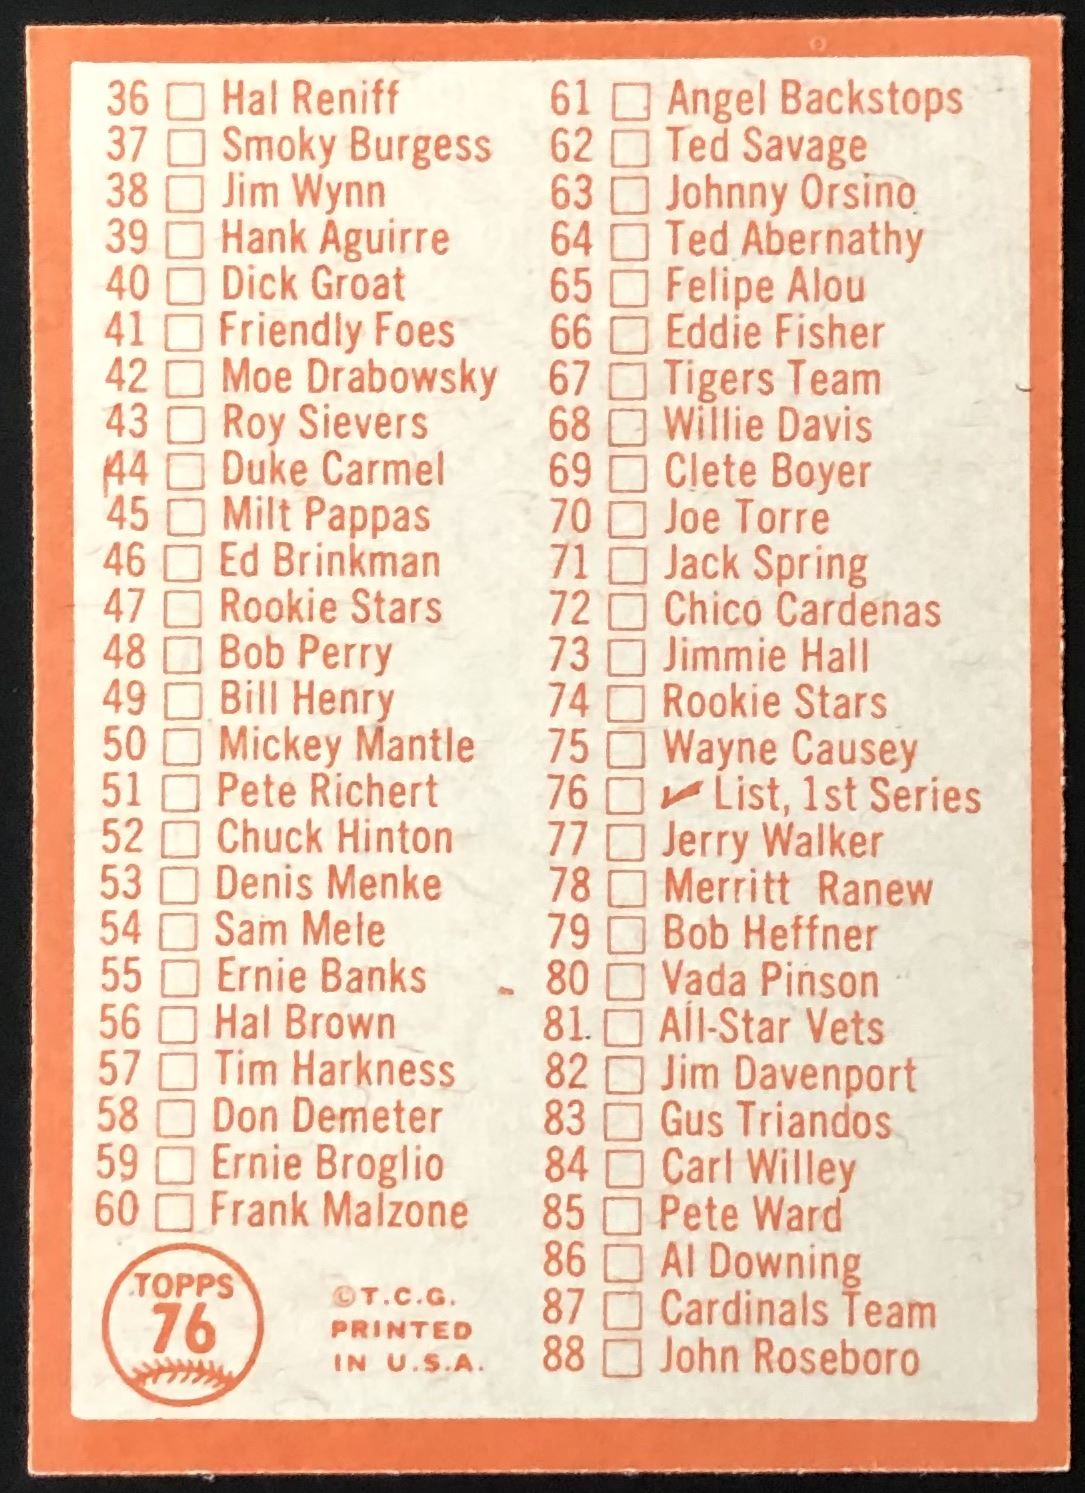 36 Hal Reniff
37 Smoky Burgess
38 Jim Wynn
39 Hank Aguirre
40 Dick Groat
41 Friendly Foes
42 Moe Drabowsky
43 Roy Sievers
44 Duke Carmel
45 Milt Pappas
46 Ed Brinkman
47 Rookie Stars
48 Bob Perry
49 Bill Henry
50 Mickey Mantle
51 Pete Richert
52 Chuck Hinton
53 Denis Menke
54 Sam Mele
55 Ernie Banks
56 Hal Brown
57 Tim Harkness
58 Don Demeter
59 Ernie Broglio
60 Frank Malzone
61 Angel Backstops
62 Ted Savage
63 Johnny Orsino
64 Ted Abernathy
65 Felipe Alou
66 Eddie Fisher
67 Tigers Team
68 Willie Davis
69 Clete Boyer
70 Joe Torre
71 Jack Spring
72 Chico Cardenas
73 Jimmie Hall
74 Rookie Stars
75 Wayne Causey
76 ✓ List, 1st Series
77 Jerry Walker
78 Merritt Ranew
79 Bob Heffner
80 Vada Pinson
81. All-Star Vets
82 Jim Davenport
83 Gus Triandos
84 Carl Willey
85 Pete Ward
86 Al Downing
87 Cardinals Team
88 John Roseboro
TOPPS
76
©T.C.G.
PRINTED
IN U.S.A.